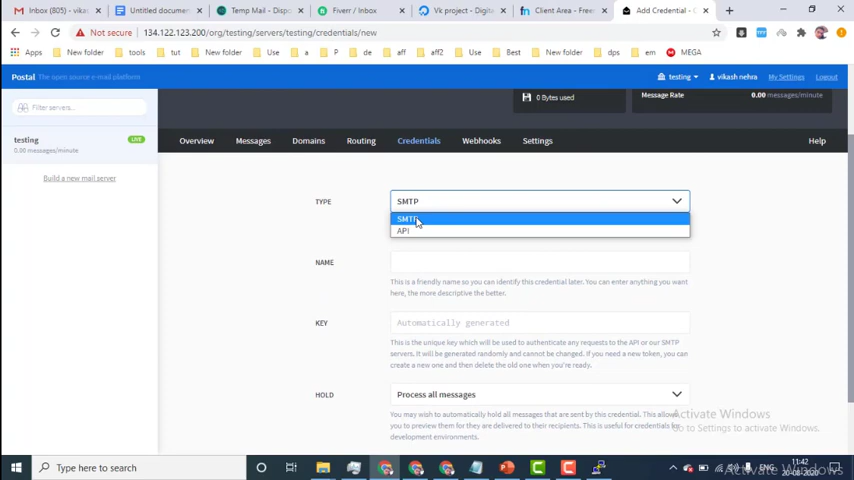 Inbox (805) - vikas
Untitled documen
Temp Mail - Dispo
Fiverr / Inbox
Vk project - Digita
Client Area - Free
Add Credential - C
Not secure
134.122.123.200/org/testing/servers/testing/credentials/new
Apps
New folder
tools
tut
New folder
Use
a
P
de
aff
aff2
Use
Best
New folder
dps
em
MEGA
Postal The open source e-mail platform
testing
vikash nehra
My Settings
Logout
Filter servers...
0 Bytes used
Message Rate
0.00 messages/minute
testing
LIVE
0.00 messages/minute
Build a new mail server
Overview
Messages
Domains
Routing
Credentials
Webhooks
Settings
Help
TYPE
SMTP
SMTP
API
NAME
This is a friendly name so you can identify this credential later. You can enter anything you want
here, the more descriptive the better.
KEY
Automatically generated
This is the unique key which will be used to authenticate any requests to the API or our SMTP
servers. It will be generated randomly and cannot be changed. If you need a new token, you can
create a new one and then delete the old one when you're ready.
HOLD
Process all messages
You may wish to automatically hold all messages that are sent by this credential. This allows
you to preview them for they are delivered to their recipients. This is useful for credentials for
development environments.
Activate Windows
Go to Settings to activate Windows.
Type here to search
ENG
11:42
20-08-2020
Activate Windows